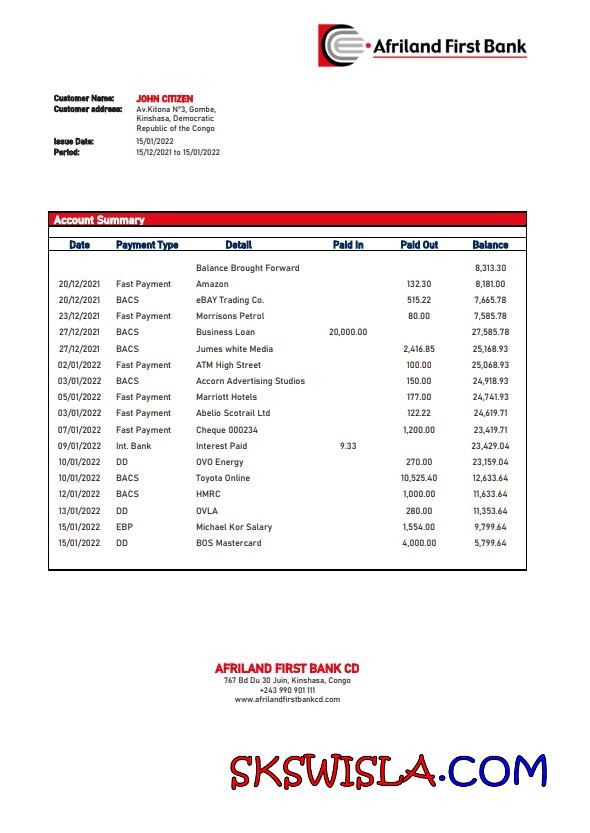 Afriland First Bank
Customer Name: JOHN CITIZEN
Customer address: Av.Kitona N°3, Gombe,
Kinshasa, Democratic
Republic of the Congo
Issue Date: 15/01/2022
Period: 15/12/2021 to 15/01/2022
Account Summary
Date Payment Type Detail Paid In Paid Out Balance
Balance Brought Forward 8,313.30
20/12/2021 Fast Payment Amazon 132.30 8,181.00
20/12/2021 BACS eBAY Trading Co. 515.22 7,665.78
23/12/2021 Fast Payment Morrisons Petrol 80.00 7,585.78
27/12/2021 BACS Business Loan 20,000.00 27,585.78
27/12/2021 BACS Jumes white Media 2,416.85 25,168.93
02/01/2022 Fast Payment ATM High Street 100.00 25,068.93
03/01/2022 BACS Accorn Advertising Studios 150.00 24,918.93
05/01/2022 Fast Payment Marriott Hotels 177.00 24,741.93
03/01/2022 Fast Payment Abelio Scotrail Ltd 122.22 24,619.71
07/01/2022 Fast Payment Cheque 000234 1,200.00 23,419.71
09/01/2022 Int. Bank Interest Paid 9.33 23,429.04
10/01/2022 DD OVO Energy 270.00 23,159.04
10/01/2022 BACS Toyota Online 10,525.40 12,633.64
12/01/2022 BACS HMRC 1,000.00 11,633.64
13/01/2022 DD OVLA 280.00 11,353.64
15/01/2022 EBP Michael Kor Salary 1,554.00 9,799.64
15/01/2022 DD BOS Mastercard 4,000.00 5,799.64
AFRILAND FIRST BANK CD
767 Bd Du 30 Juin, Kinshasa, Congo
+243 990 901 111
www.afrilandfirstbankcd.com
SKSWISLA.COM